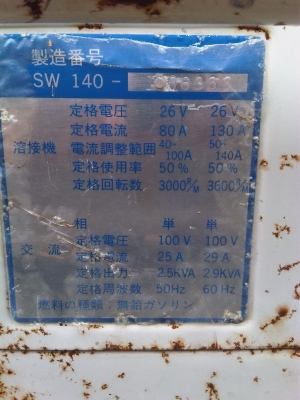 製造番号
SW 140 -
定格電圧 26V 26V
定格電流 80A 130A
溶接機 電流調整範囲 40-100A 50-140A
定格使用率 50% 50%
定格回転数 3000 3600
相 単 単
交流 定格電圧 100V 100V
定格電流 25A 29A
定格出力 2.5KVA 2.9KVA
定格周波数 50Hz 60Hz
燃料の種類:無鉛ガソリン